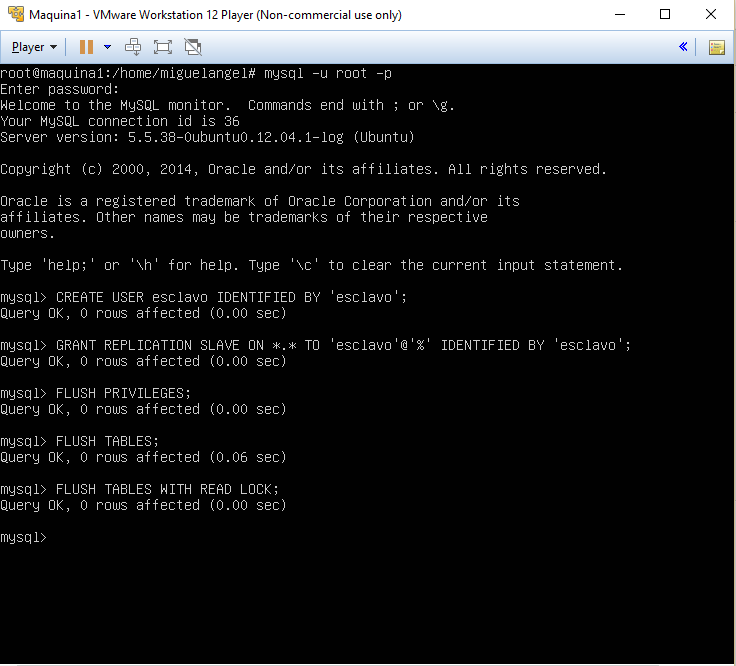 Maquina1 - VMware Workstation 12 Player (Non-commercial use only)
Player
root@maquina1:/home/miguelangel# mysql -u root -p
Enter password:
Welcome to the MySQL monitor.  Commands end with ; or \g.
Your MySQL connection id is 36
Server version: 5.5.38-0ubuntu0.12.04.1-log (Ubuntu)
Copyright (c) 2000, 2014, Oracle and/or its affiliates. All rights reserved.
Oracle is a registered trademark of Oracle Corporation and/or its
affiliates. Other names may be trademarks of their respective
owners.
Type 'help;' or '\h' for help. Type '\c' to clear the current input statement.
mysql> CREATE USER esclavo IDENTIFIED BY 'esclavo';
Query OK, 0 rows affected (0.00 sec)
mysql> GRANT REPLICATION SLAVE ON *.* TO 'esclavo'@'%' IDENTIFIED BY 'esclavo';
Query OK, 0 rows affected (0.00 sec)
mysql> FLUSH PRIVILEGES;
Query OK, 0 rows affected (0.00 sec)
mysql> FLUSH TABLES;
Query OK, 0 rows affected (0.06 sec)
mysql> FLUSH TABLES WITH READ LOCK;
Query OK, 0 rows affected (0.00 sec)
mysql>